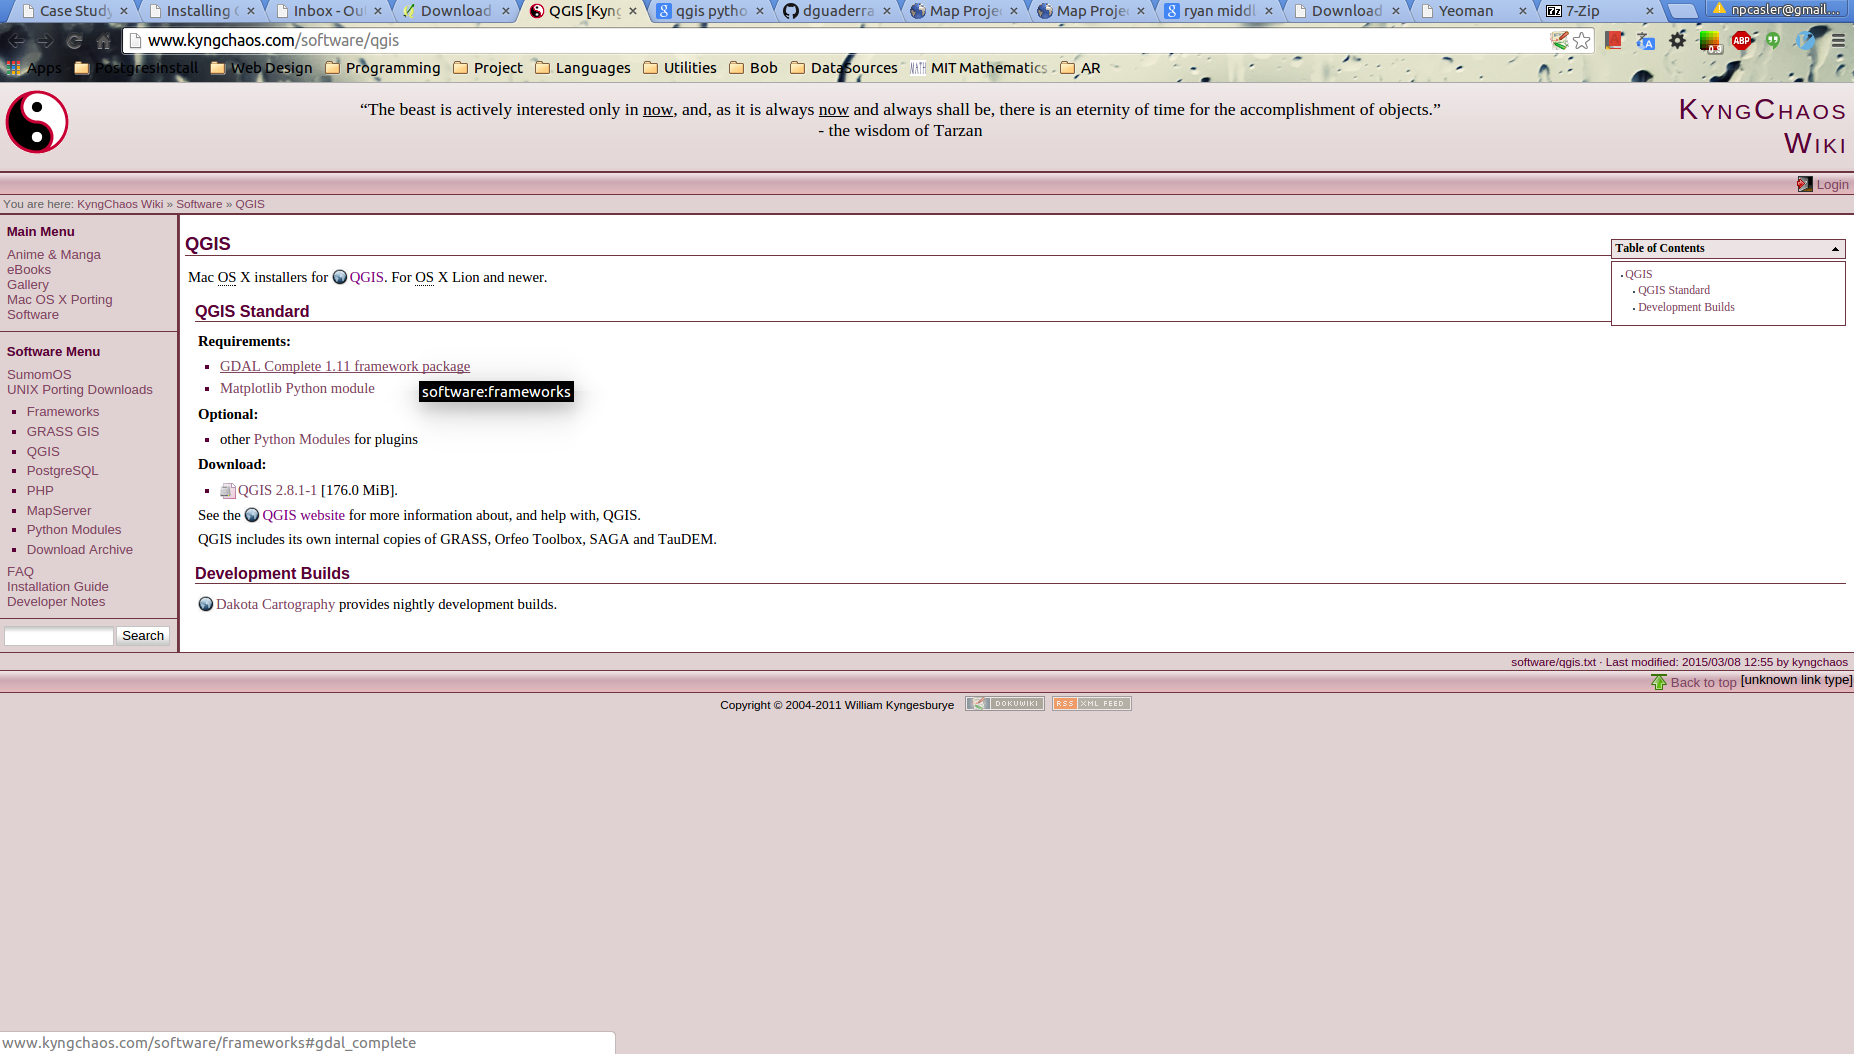 Case Study
Installing
Inbox - Ou
Download
QGIS [Kyng
qgis pytho
dguaderra
Map Projec
Map Projec
ryan middl
Download
Yeoman
7-Zip
npcasler@gmail...
www.kyngchaos.com/software/qgis
Apps PostgresInstall Web Design Programming Project Languages Utilities Bob DataSources MIT Mathematics AR
“The beast is actively interested only in now, and, as it is always now and always shall be, there is an eternity of time for the accomplishment of objects.”
- the wisdom of Tarzan
KyngChaos
Wiki
Login
You are here: KyngChaos Wiki » Software » QGIS
Main Menu
Anime & Manga
eBooks
Gallery
Mac OS X Porting
Software
Software Menu
SumomOS
UNIX Porting Downloads
Frameworks
GRASS GIS
QGIS
PostgreSQL
PHP
MapServer
Python Modules
Download Archive
FAQ
Installation Guide
Developer Notes
Search
QGIS
Mac OS X installers for QGIS. For OS X Lion and newer.
QGIS Standard
Requirements:
GDAL Complete 1.11 framework package
Matplotlib Python module
software:frameworks
Optional:
other Python Modules for plugins
Download:
QGIS 2.8.1-1 [176.0 MiB].
See the QGIS website for more information about, and help with, QGIS.
QGIS includes its own internal copies of GRASS, Orfeo Toolbox, SAGA and TauDEM.
Development Builds
Dakota Cartography provides nightly development builds.
Table of Contents
QGIS
QGIS Standard
Development Builds
software/qgis.txt · Last modified: 2015/03/08 12:55 by kyngchaos
Back to top [unknown link type]
Copyright © 2004-2011 William Kyngesburye DOKUWIKI RSS XML FEED
www.kyngchaos.com/software/frameworks#gdal_complete